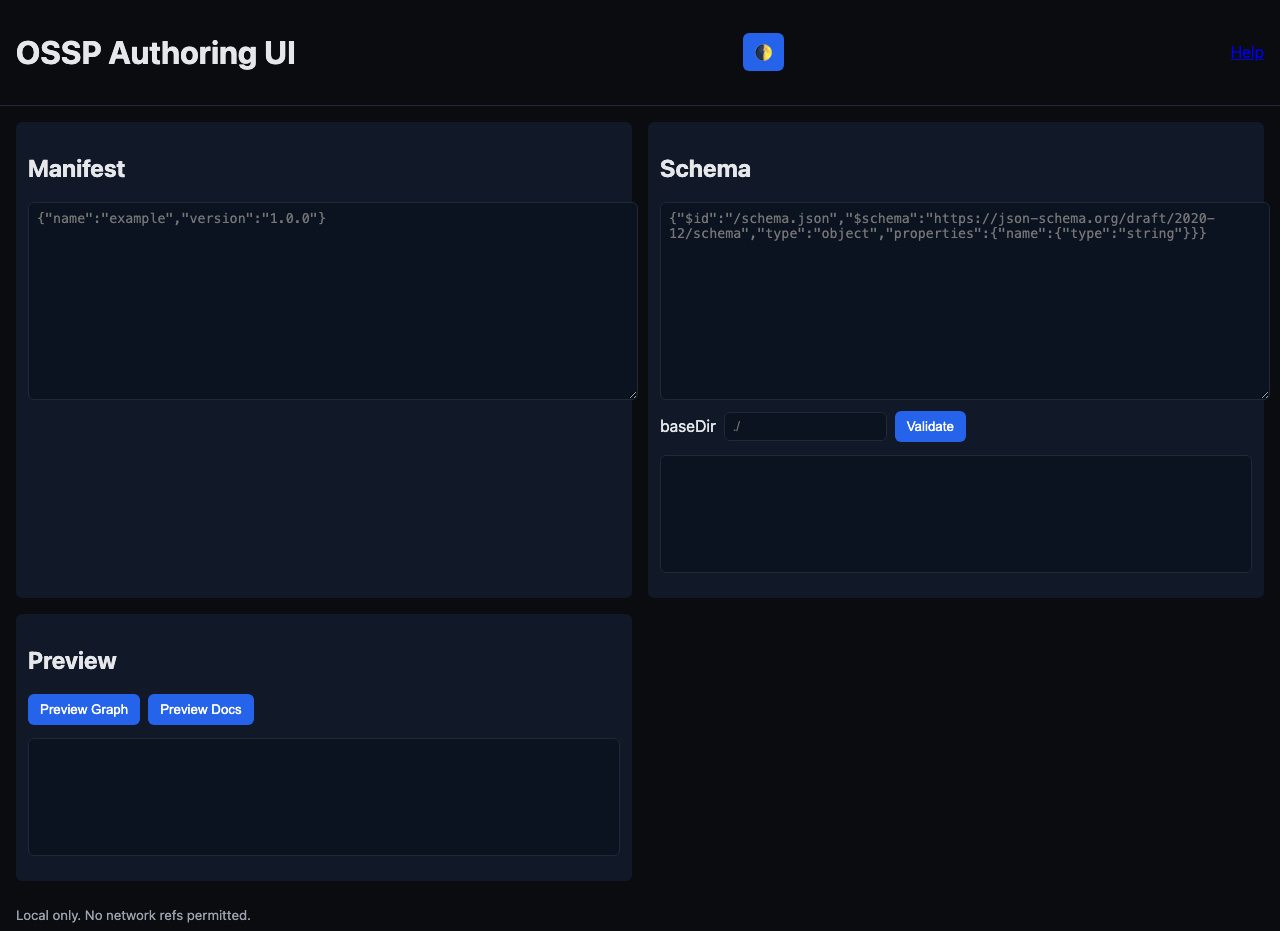 OSSP Authoring UI
Help
Manifest
{"name":"example","version":"1.0.0"}
Schema
{"$id":"/schema.json","$schema":"https://json-schema.org/draft/2020-
12/schema","type":"object","properties":{"name":{"type":"string"}}}
baseDir ./ Validate
Preview
Preview Graph Preview Docs
Local only. No network refs permitted.